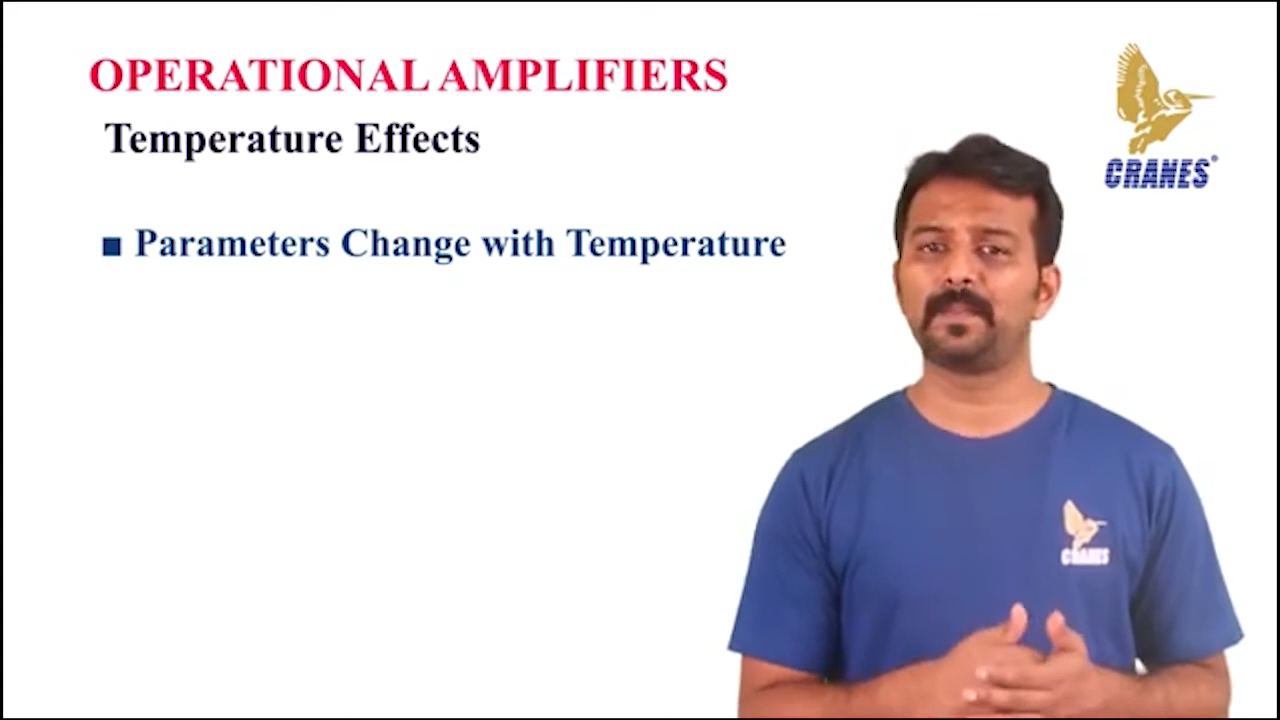 OPERATIONAL AMPLIFIERS
Temperature Effects
■ Parameters Change with Temperature
CRANES®
CRANES